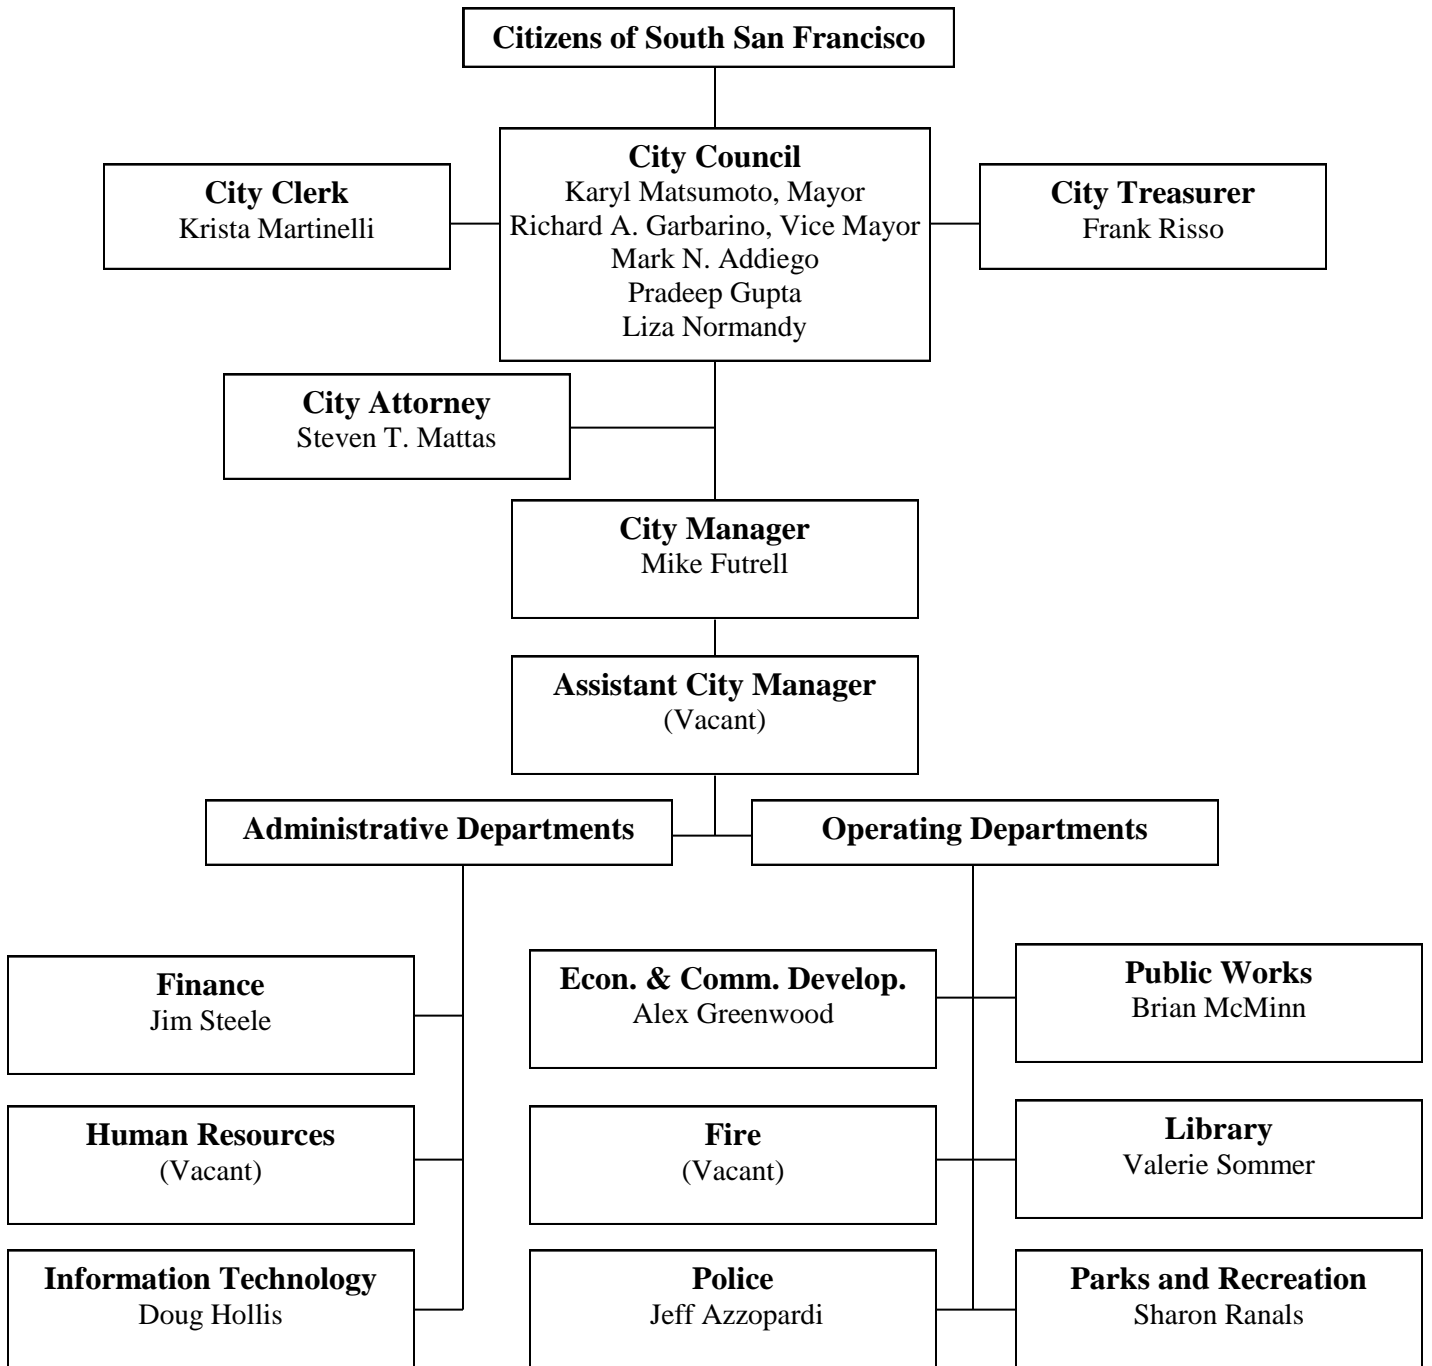 Citizens of South San Francisco
City Council
Karyl Matsumoto, Mayor
Richard A. Garbarino, Vice Mayor
Mark N. Addiego
Pradeep Gupta
Liza Normandy
City Clerk
Krista Martinelli
City Treasurer
Frank Risso
City Attorney
Steven T. Mattas
City Manager
Mike Futrell
Assistant City Manager
(Vacant)
Administrative Departments
Operating Departments
Finance
Jim Steele
Econ. & Comm. Develop.
Alex Greenwood
Public Works
Brian McMinn
Human Resources
(Vacant)
Fire
(Vacant)
Library
Valerie Sommer
Information Technology
Doug Hollis
Police
Jeff Azzopardi
Parks and Recreation
Sharon Ranals